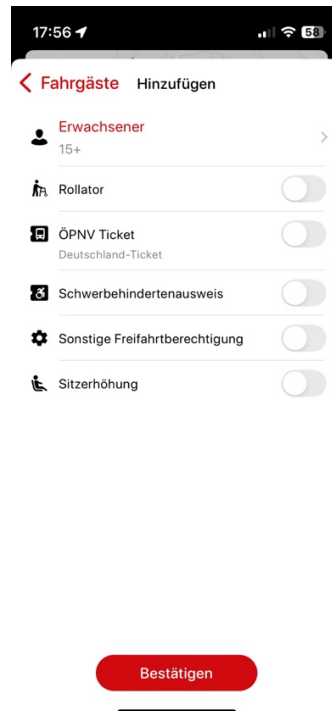 17:56
58
Fahrgäste Hinzufügen
Erwachsener
15+
Rollator
ÖPNV Ticket
Deutschland-Ticket
Schwerbehindertenausweis
Sonstige Freifahrtberechtigung
Sitzerhöhung
Bestätigen